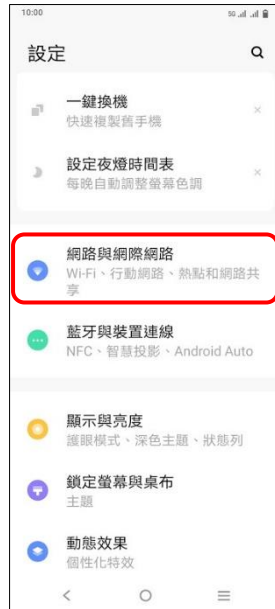 10:00
5G
設定
一鍵換機
快速複製舊手機
設定夜燈時間表
每晚自動調整螢幕色調
網路與網際網路
Wi-Fi、行動網路、熱點和網路共
享
藍牙與裝置連線
NFC、智慧投影、Android Auto
顯示與亮度
護眼模式、深色主題、狀態列
鎖定螢幕與桌布
主題
動態效果
個性化特效